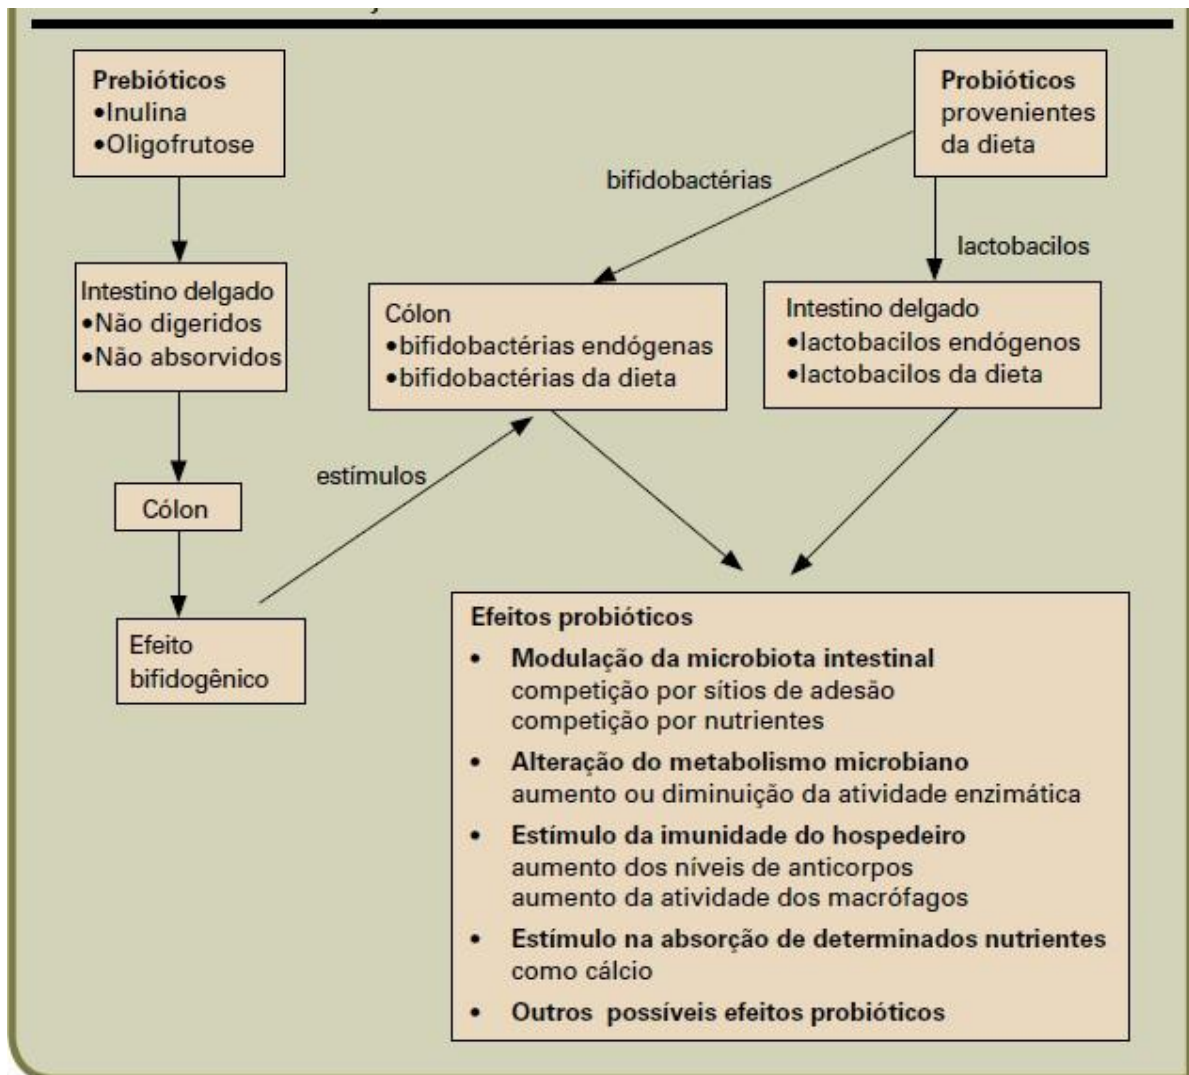 Prebióticos
•Inulina
•Oligofrutose
Probióticos
provenientes
da dieta
bifidobactérias
lactobacilos
Intestino delgado
•Não digeridos
•Não absorvidos
Cólon
•bifidobactérias endógenas
•bifidobactérias da dieta
Intestino delgado
•lactobacilos endógenos
•lactobacilos da dieta
estímulos
Cólon
Efeito
bifidogênico
Efeitos probióticos
• Modulação da microbiota intestinal
competição por sítios de adesão
competição por nutrientes
• Alteração do metabolismo microbiano
aumento ou diminuição da atividade enzimática
• Estímulo da imunidade do hospedeiro
aumento dos níveis de anticorpos
aumento da atividade dos macrófagos
• Estímulo na absorção de determinados nutrientes
como cálcio
• Outros possíveis efeitos probióticos